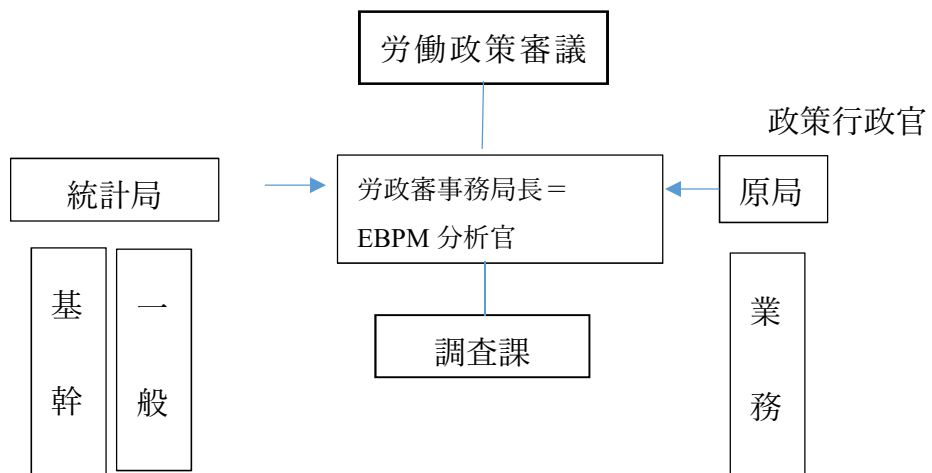 労働政策審議
政策行政官
統計局
労政審事務局長＝
EBPM 分析官
原局
基幹
一般
調査課
業務